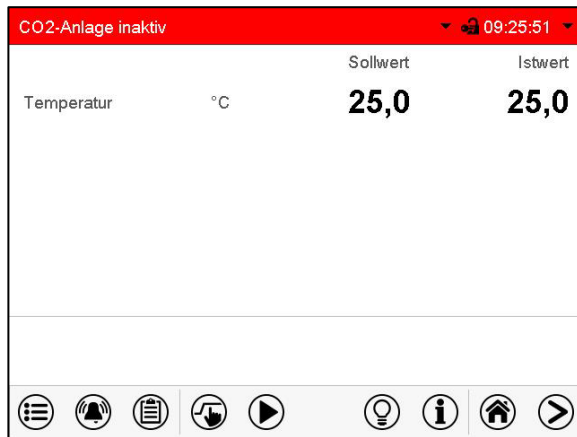 CO2-Anlage inaktiv 09:25:51
Sollwert Istwert
Temperatur °C 25,0 25,0